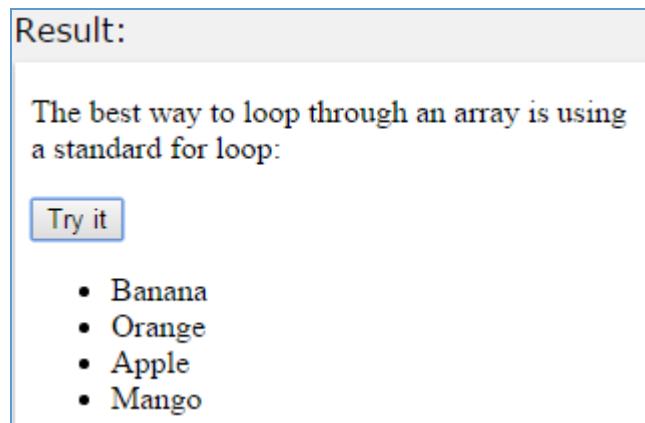 Result:
The best way to loop through an array is using
a standard for loop:
Try it
• Banana
• Orange
• Apple
• Mango